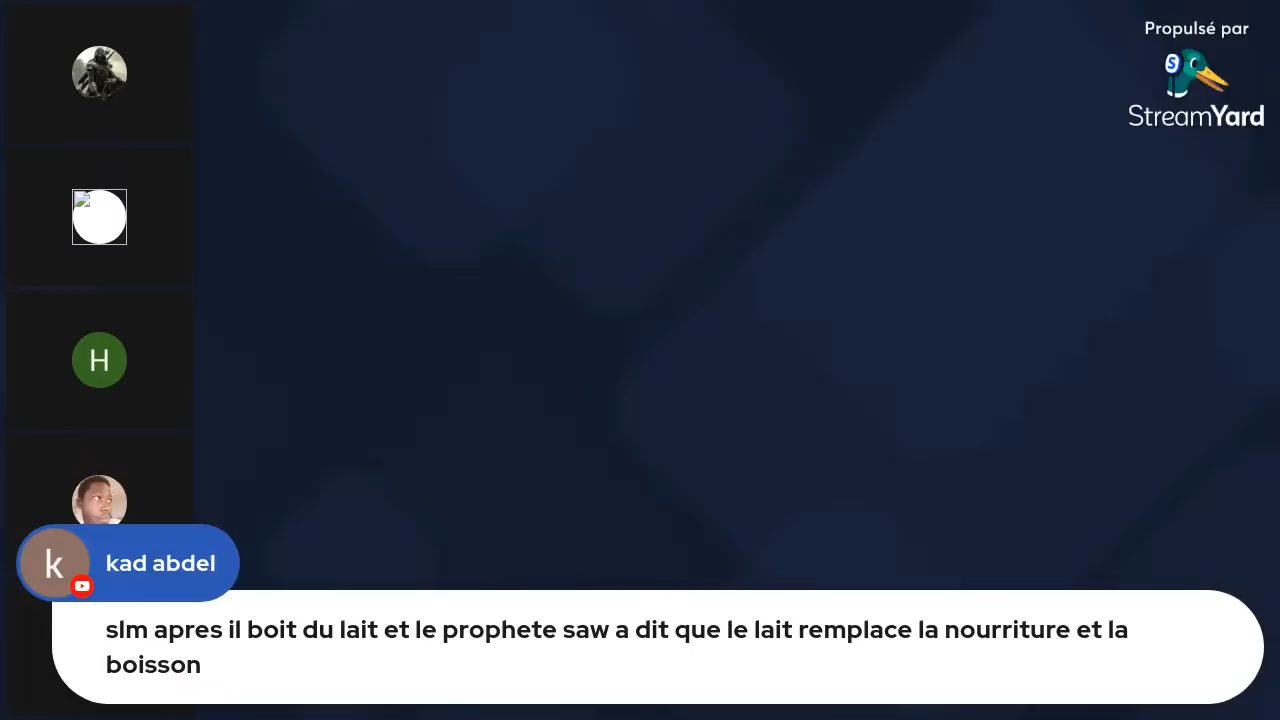 Propulsé par
S
StreamYard
H
k
kad abdel
slm apres il boit du lait et le prophete saw a dit que le lait remplace la nourriture et la
boisson